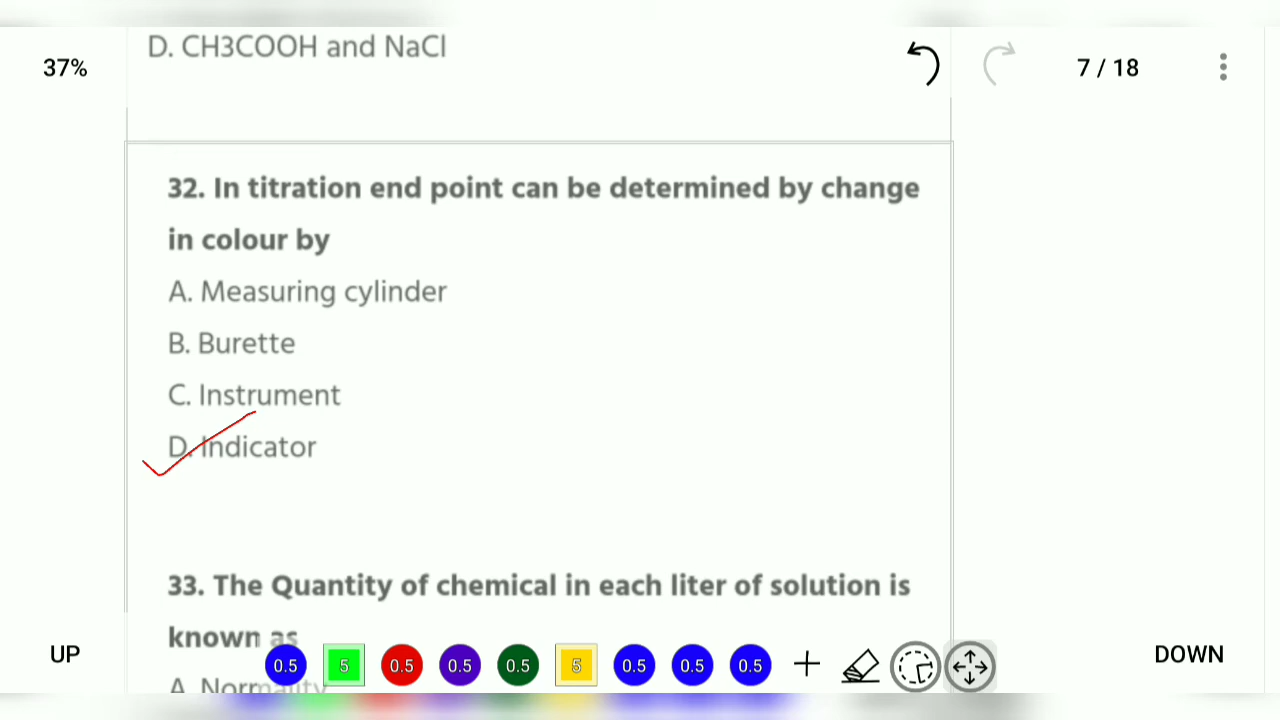 D. CH3COOH and NaCl
37%
7 / 18
32. In titration end point can be determined by change
in colour by
A. Measuring cylinder
B. Burette
C. Instrument
D. Indicator
33. The Quantity of chemical in each liter of solution is
known as
UP
0.5 5 0.5 0.5 0.5 5 0.5 0.5 0.5
DOWN
A. Normality